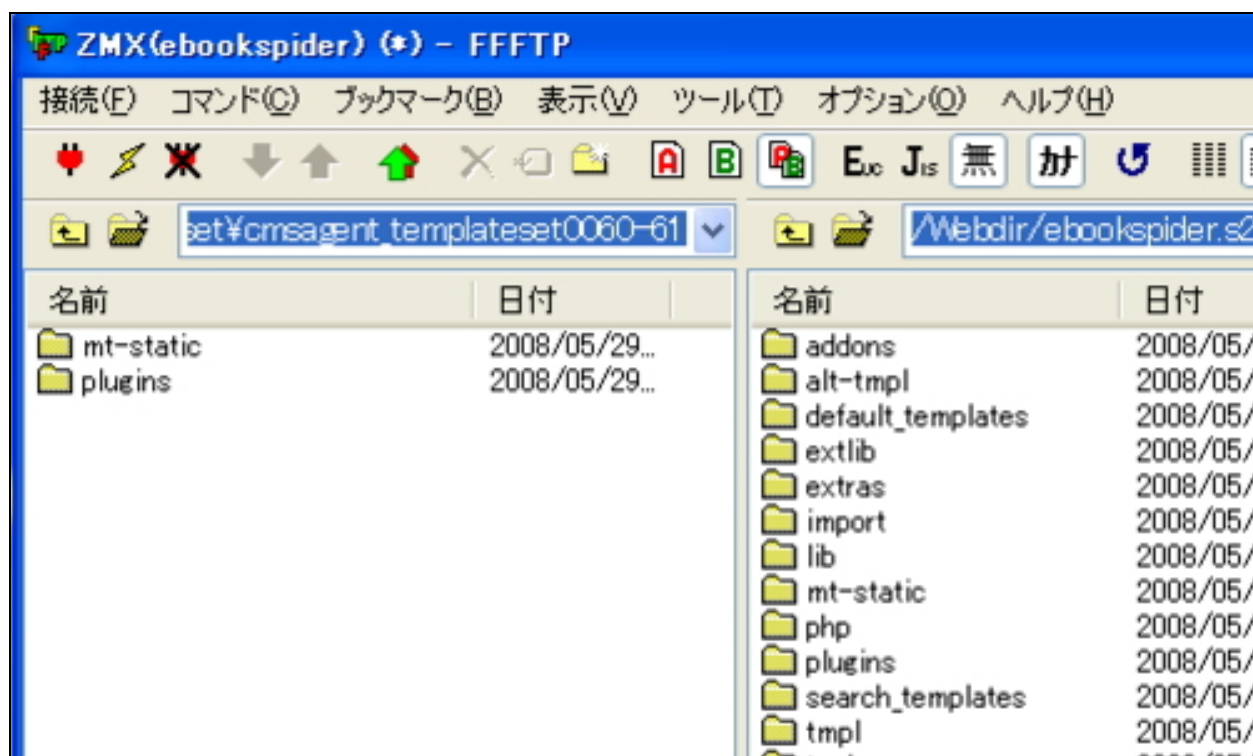 ZMX(ebookspider) (*) - FFFTP
接続(F) コマンド(C) ブックマーク(B) 表示(V) ツール(T) オプション(O) ヘルプ(H)
A B B Euc Jis 無 カナ
set¥cmsagent_templateset0060-61
/Webdir/ebookspider.s2
名前 日付
mt-static 2008/05/29...
plugins 2008/05/29...
名前 日付
addons 2008/05/
alt-tmpl 2008/05/
default_templates 2008/05/
extlib 2008/05/
extras 2008/05/
import 2008/05/
lib 2008/05/
mt-static 2008/05/
php 2008/05/
plugins 2008/05/
search_templates 2008/05/
tmpl 2008/05/